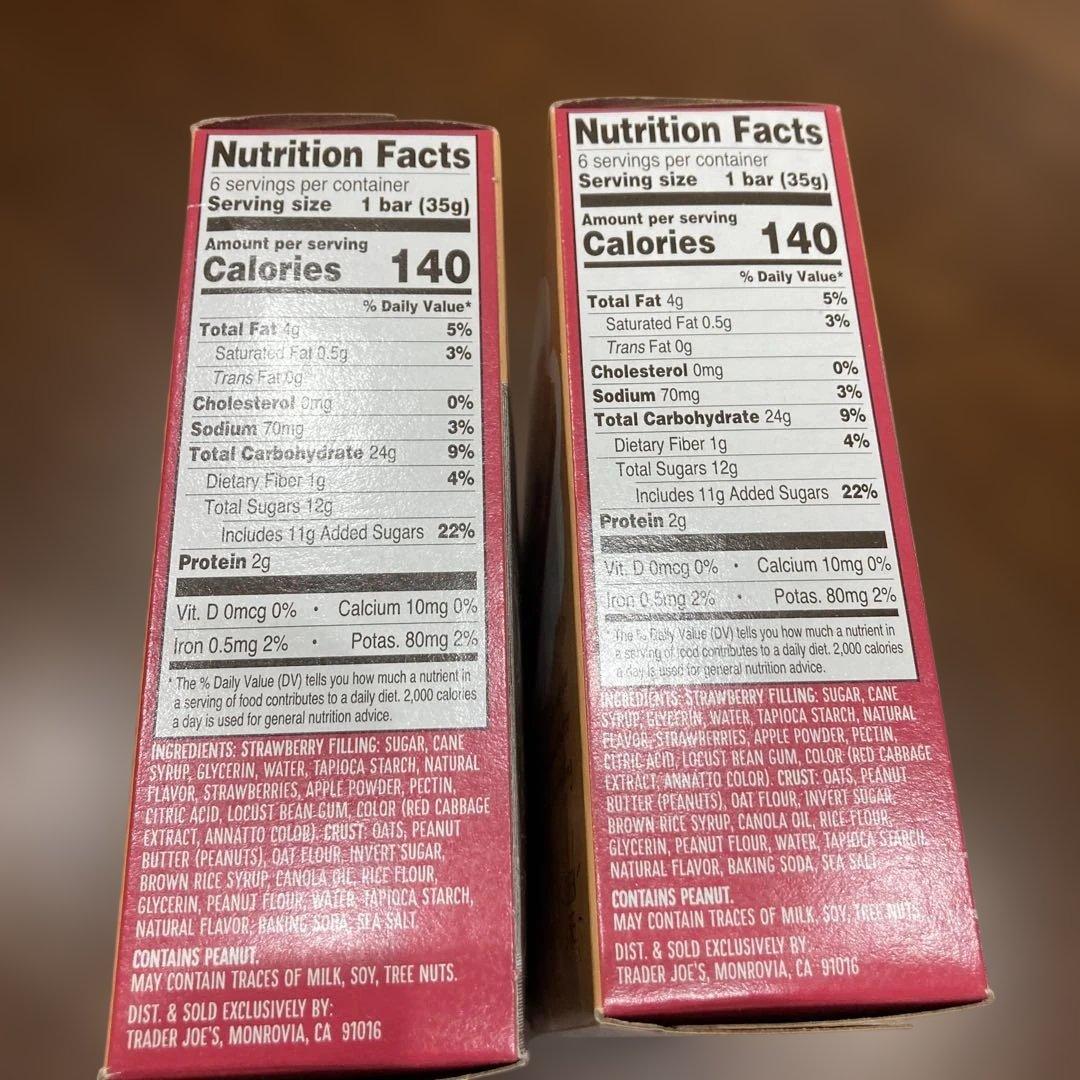 Nutrition Facts
6 servings per container
Serving size 1 bar (35g)
Amount per serving
Calories 140
% Daily Value*
Total Fat 4g 5%
Saturated Fat 0.5g 3%
Trans Fat 0g
Cholesterol 0mg 0%
Sodium 70mg 3%
Total Carbohydrate 24g 9%
Dietary Fiber 1g 4%
Total Sugars 12g
Includes 11g Added Sugars 22%
Protein 2g
Vit. D 0mcg 0% • Calcium 10mg 0%
Iron 0.5mg 2% • Potas. 80mg 2%
* The % Daily Value (DV) tells you how much a nutrient in
a serving of food contributes to a daily diet. 2,000 calories
a day is used for general nutrition advice.
INGREDIENTS: STRAWBERRY FILLING: SUGAR, CANE
SYRUP, GLYCERIN, WATER, TAPIOCA STARCH, NATURAL
FLAVOR, STRAWBERRIES, APPLE POWDER, PECTIN,
CITRIC ACID, LOCUST BEAN GUM, COLOR (RED CABBAGE
EXTRACT, ANNATTO COLOR). CRUST: OATS, PEANUT
BUTTER (PEANUTS), OAT FLOUR, INVERT SUGAR,
BROWN RICE SYRUP, CANOLA OIL, RICE FLOUR,
GLYCERIN, PEANUT FLOUR, WATER, TAPIOCA STARCH,
NATURAL FLAVOR, BAKING SODA, SEA SALT.
CONTAINS PEANUT.
MAY CONTAIN TRACES OF MILK, SOY, TREE NUTS.
DIST. & SOLD EXCLUSIVELY BY:
TRADER JOE'S, MONROVIA, CA 91016
Nutrition Facts
6 servings per container
Serving size 1 bar (35g)
Amount per serving
Calories 140
% Daily Value*
Total Fat 4g 5%
Saturated Fat 0.5g 3%
Trans Fat 0g
Cholesterol 0mg 0%
Sodium 70mg 3%
Total Carbohydrate 24g 9%
Dietary Fiber 1g 4%
Total Sugars 12g
Includes 11g Added Sugars 22%
Protein 2g
Vit. D 0mcg 0% • Calcium 10mg 0%
Iron 0.5mg 2% • Potas. 80mg 2%
* The % Daily Value (DV) tells you how much a nutrient in
a serving of food contributes to a daily diet. 2,000 calories
a day is used for general nutrition advice.
INGREDIENTS: STRAWBERRY FILLING: SUGAR, CANE
SYRUP, GLYCERIN, WATER, TAPIOCA STARCH, NATURAL
FLAVOR, STRAWBERRIES, APPLE POWDER, PECTIN,
CITRIC ACID, LOCUST BEAN GUM, COLOR (RED CABBAGE
EXTRACT, ANNATTO COLOR). CRUST: OATS, PEANUT
BUTTER (PEANUTS), OAT FLOUR, INVERT SUGAR,
BROWN RICE SYRUP, CANOLA OIL, RICE FLOUR,
GLYCERIN, PEANUT FLOUR, WATER, TAPIOCA STARCH,
NATURAL FLAVOR, BAKING SODA, SEA SALT.
CONTAINS PEANUT.
MAY CONTAIN TRACES OF MILK, SOY, TREE NUTS.
DIST. & SOLD EXCLUSIVELY BY:
TRADER JOE'S, MONROVIA, CA 91016